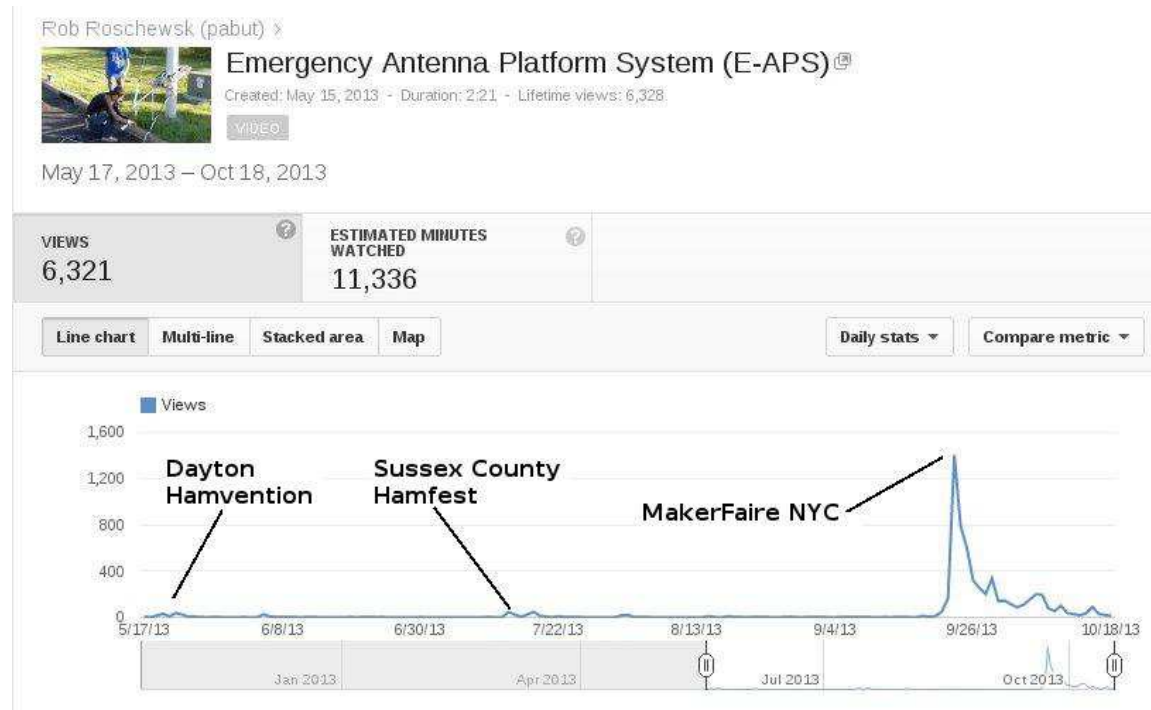 Rob Roschewsk (pabut) >
Emergency Antenna Platform System (E-APS)
Created: May 15, 2013 - Duration: 2:21 - Lifetime views: 6,328
VIDEO
May 17, 2013 – Oct 18, 2013
VIEWS
6,321
ESTIMATED MINUTES
WATCHED
11,336
Line chart Multi-line Stacked area Map Daily stats Compare metric
Views
1,600
1,200
800
400
0
Dayton
Hamvention
Sussex County
Hamfest
MakerFaire NYC
5/17/13 6/8/13 6/30/13 7/22/13 8/13/13 9/4/13 9/26/13 10/18/13
Jan 2013 Apr 2013 Jul 2013 Oct 2013